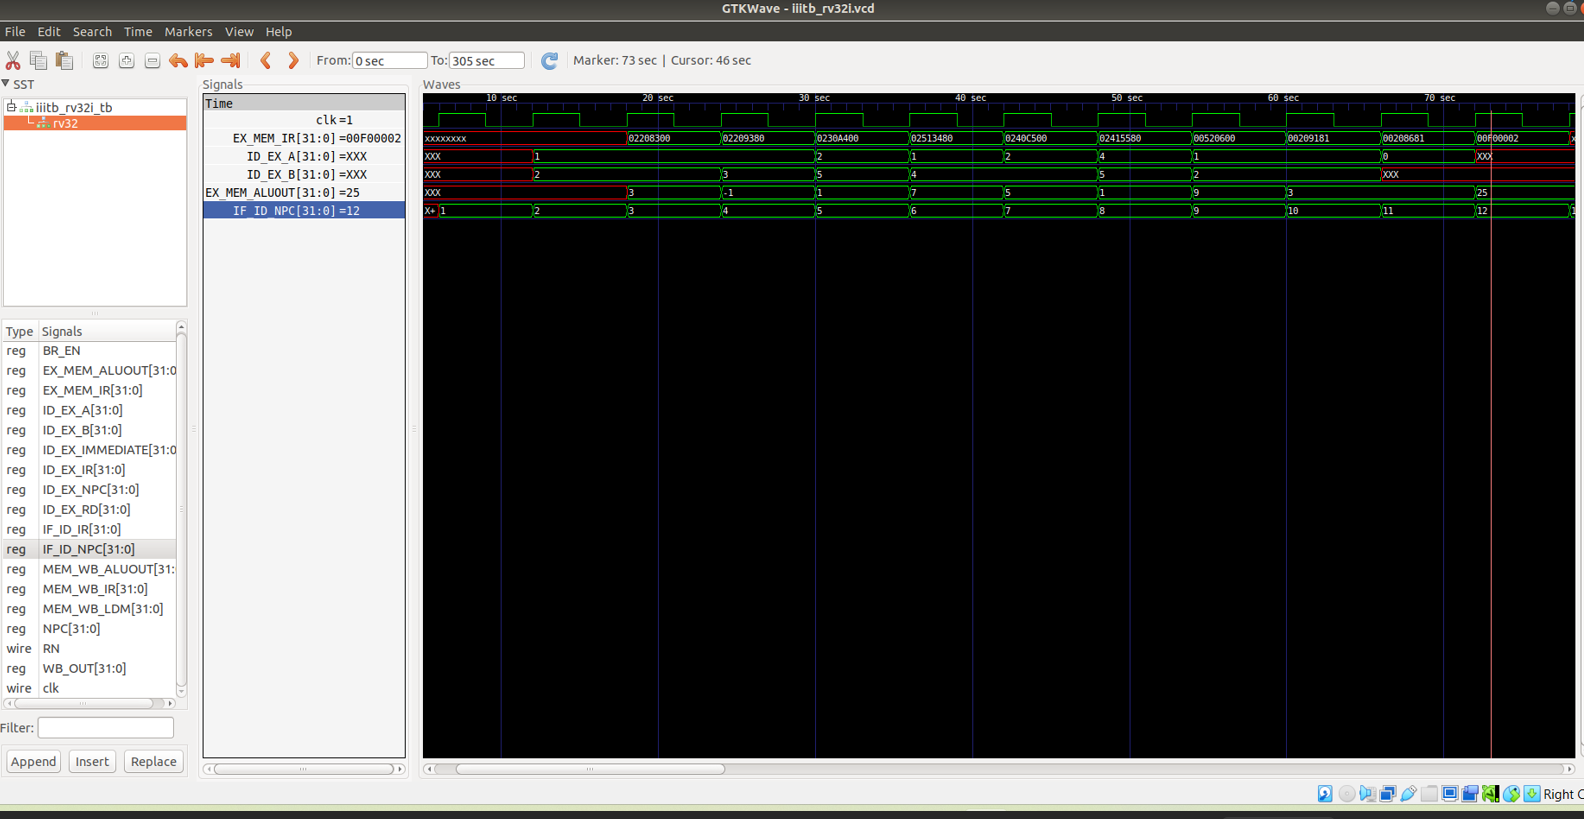 GTKWave - iiitb_rv32i.vcd
File Edit Search Time Markers View Help
From: 0 sec To: 305 sec Marker: 73 sec | Cursor: 46 sec
SST
iiitb_rv32i_tb
rv32
Type Signals
reg BR_EN
reg EX_MEM_ALUOUT[31:0
reg EX_MEM_IR[31:0]
reg ID_EX_A[31:0]
reg ID_EX_B[31:0]
reg ID_EX_IMMEDIATE[31:0
reg ID_EX_IR[31:0]
reg ID_EX_NPC[31:0]
reg ID_EX_RD[31:0]
reg IF_ID_IR[31:0]
reg IF_ID_NPC[31:0]
reg MEM_WB_ALUOUT[31:
reg MEM_WB_IR[31:0]
reg MEM_WB_LDM[31:0]
reg NPC[31:0]
wire RN
reg WB_OUT[31:0]
wire clk
Filter:
Append Insert Replace
Signals
Time
clk =1
EX_MEM_IR[31:0] =00F00002
ID_EX_A[31:0] =XXX
ID_EX_B[31:0] =XXX
EX_MEM_ALUOUT[31:0] =25
IF_ID_NPC[31:0] =12
Waves
10 sec 20 sec 30 sec 40 sec 50 sec 60 sec 70 sec
xxxxxxxx 02208300 02209380 0230A400 02513480 0240C500 02415580 00520600 00209181 00208681 00F00002 x
XXX 1 2 1 2 4 1 0 XXX
XXX 2 3 5 4 5 2 XXX
XXX 3 -1 1 7 5 1 9 3 25
X+ 1 2 3 4 5 6 7 8 9 10 11 12 1
Right C